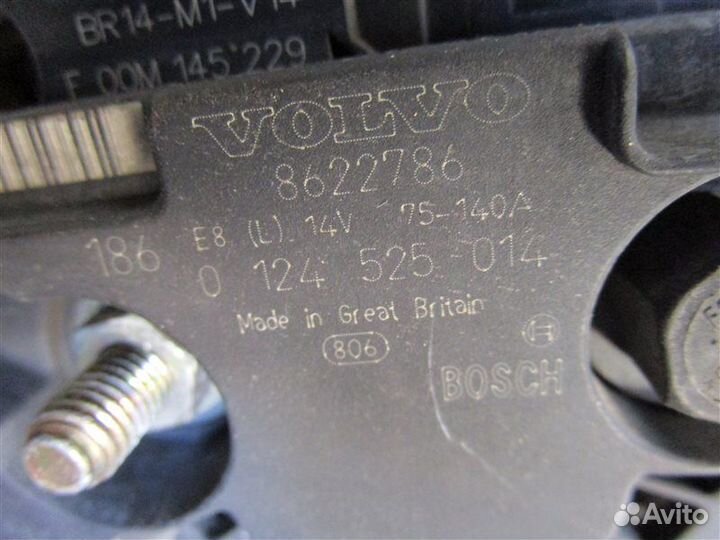 BR14-M1-V14
F 00M 145 229
VOLVO
8622786
E8 (L) 14V 75-140A
186 0 124 525 014
Made in Great Britain
806
BOSCH
Avito